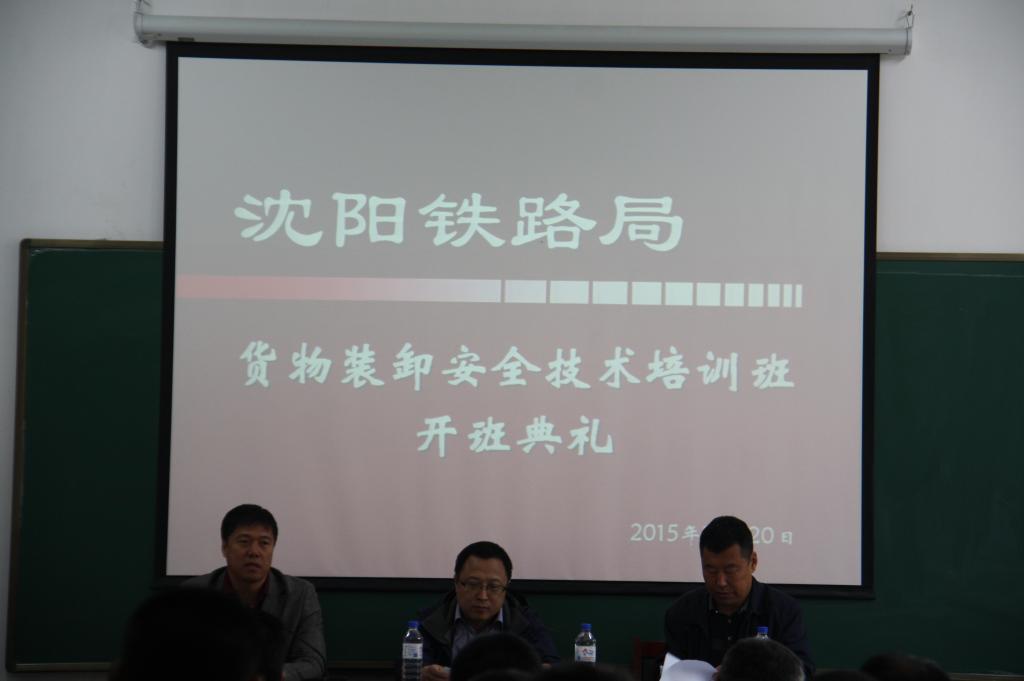 沈阳铁路局
货物装卸安全技术培训班
开班典礼
2015年 20日